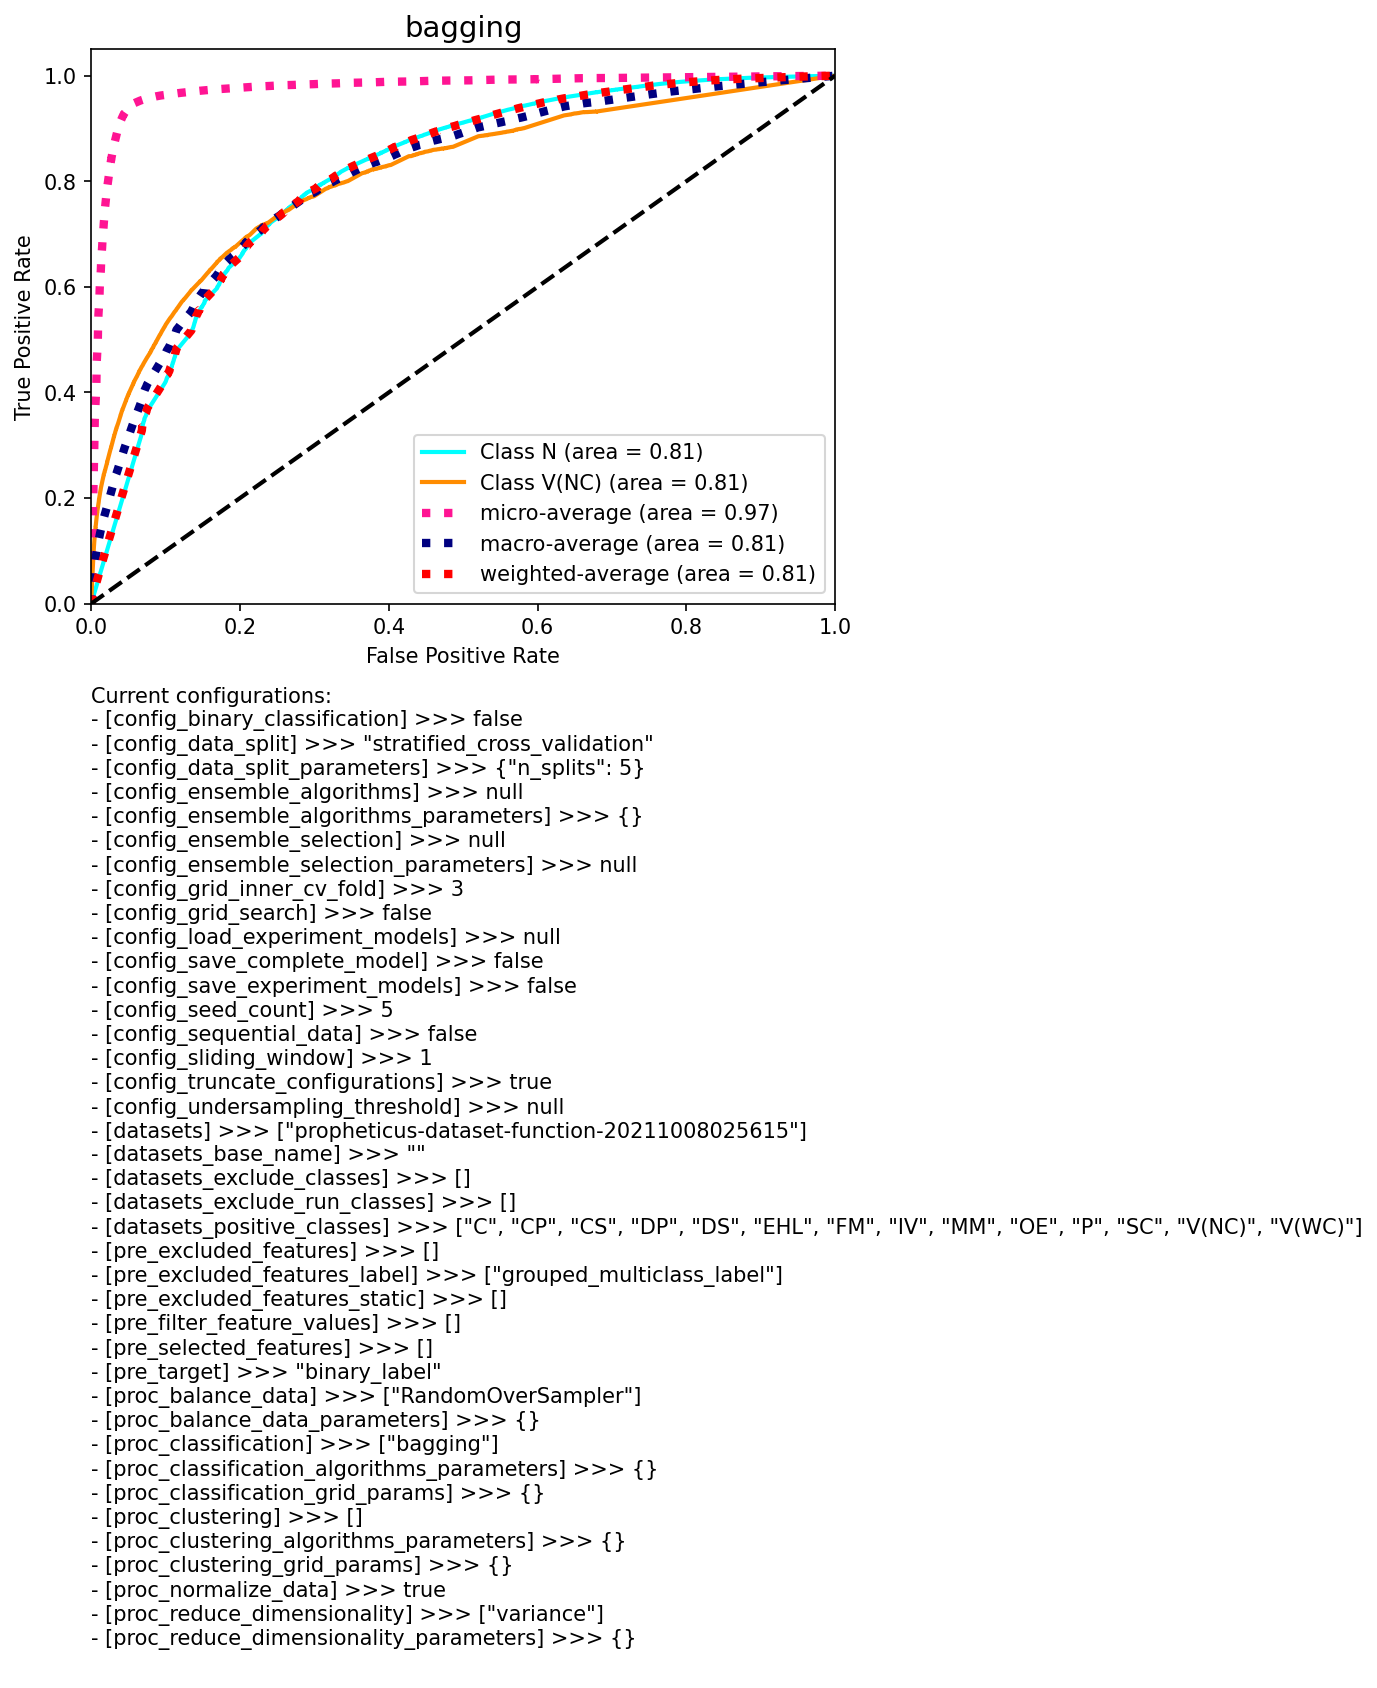 bagging
1.0
0.8
0.6
0.4
0.2
0.0
True Positive Rate
Class N (area = 0.81)
Class V(NC) (area = 0.81)
micro-average (area = 0.97)
macro-average (area = 0.81)
weighted-average (area = 0.81)
0.0 0.2 0.4 0.6 0.8 1.0
False Positive Rate
Current configurations:
- [config_binary_classification] >>> false
- [config_data_split] >>> "stratified_cross_validation"
- [config_data_split_parameters] >>> {"n_splits": 5}
- [config_ensemble_algorithms] >>> null
- [config_ensemble_algorithms_parameters] >>> {}
- [config_ensemble_selection] >>> null
- [config_ensemble_selection_parameters] >>> null
- [config_grid_inner_cv_fold] >>> 3
- [config_grid_search] >>> false
- [config_load_experiment_models] >>> null
- [config_save_complete_model] >>> false
- [config_save_experiment_models] >>> false
- [config_seed_count] >>> 5
- [config_sequential_data] >>> false
- [config_sliding_window] >>> 1
- [config_truncate_configurations] >>> true
- [config_undersampling_threshold] >>> null
- [datasets] >>> ["propheticus-dataset-function-20211008025615"]
- [datasets_base_name] >>> ""
- [datasets_exclude_classes] >>> []
- [datasets_exclude_run_classes] >>> []
- [datasets_positive_classes] >>> ["C", "CP", "CS", "DP", "DS", "EHL", "FM", "IV", "MM", "OE", "P", "SC", "V(NC)", "V(WC)"]
- [pre_excluded_features] >>> []
- [pre_excluded_features_label] >>> ["grouped_multiclass_label"]
- [pre_excluded_features_static] >>> []
- [pre_filter_feature_values] >>> []
- [pre_selected_features] >>> []
- [pre_target] >>> "binary_label"
- [proc_balance_data] >>> ["RandomOverSampler"]
- [proc_balance_data_parameters] >>> {}
- [proc_classification] >>> ["bagging"]
- [proc_classification_algorithms_parameters] >>> {}
- [proc_classification_grid_params] >>> {}
- [proc_clustering] >>> []
- [proc_clustering_algorithms_parameters] >>> {}
- [proc_clustering_grid_params] >>> {}
- [proc_normalize_data] >>> true
- [proc_reduce_dimensionality] >>> ["variance"]
- [proc_reduce_dimensionality_parameters] >>> {}